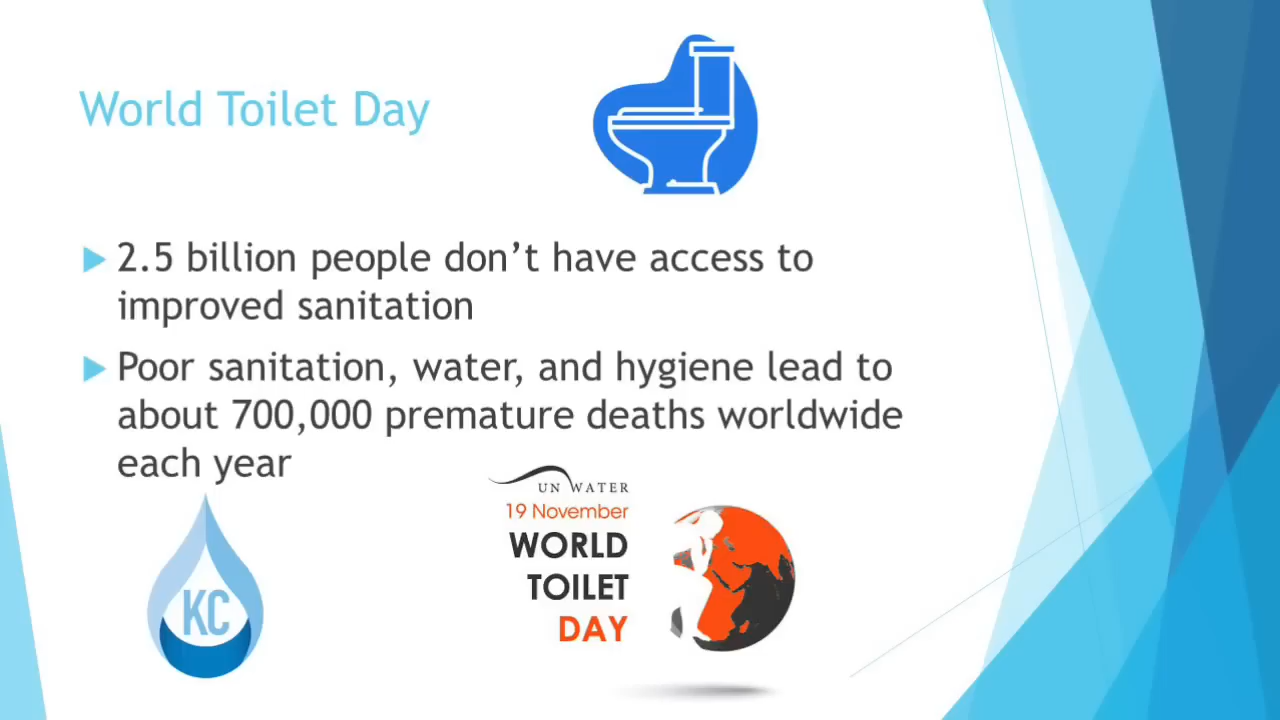 World Toilet Day
2.5 billion people don’t have access to
improved sanitation
Poor sanitation, water, and hygiene lead to
about 700,000 premature deaths worldwide
each year
UN WATER
19 November
WORLD
TOILET
DAY
KC